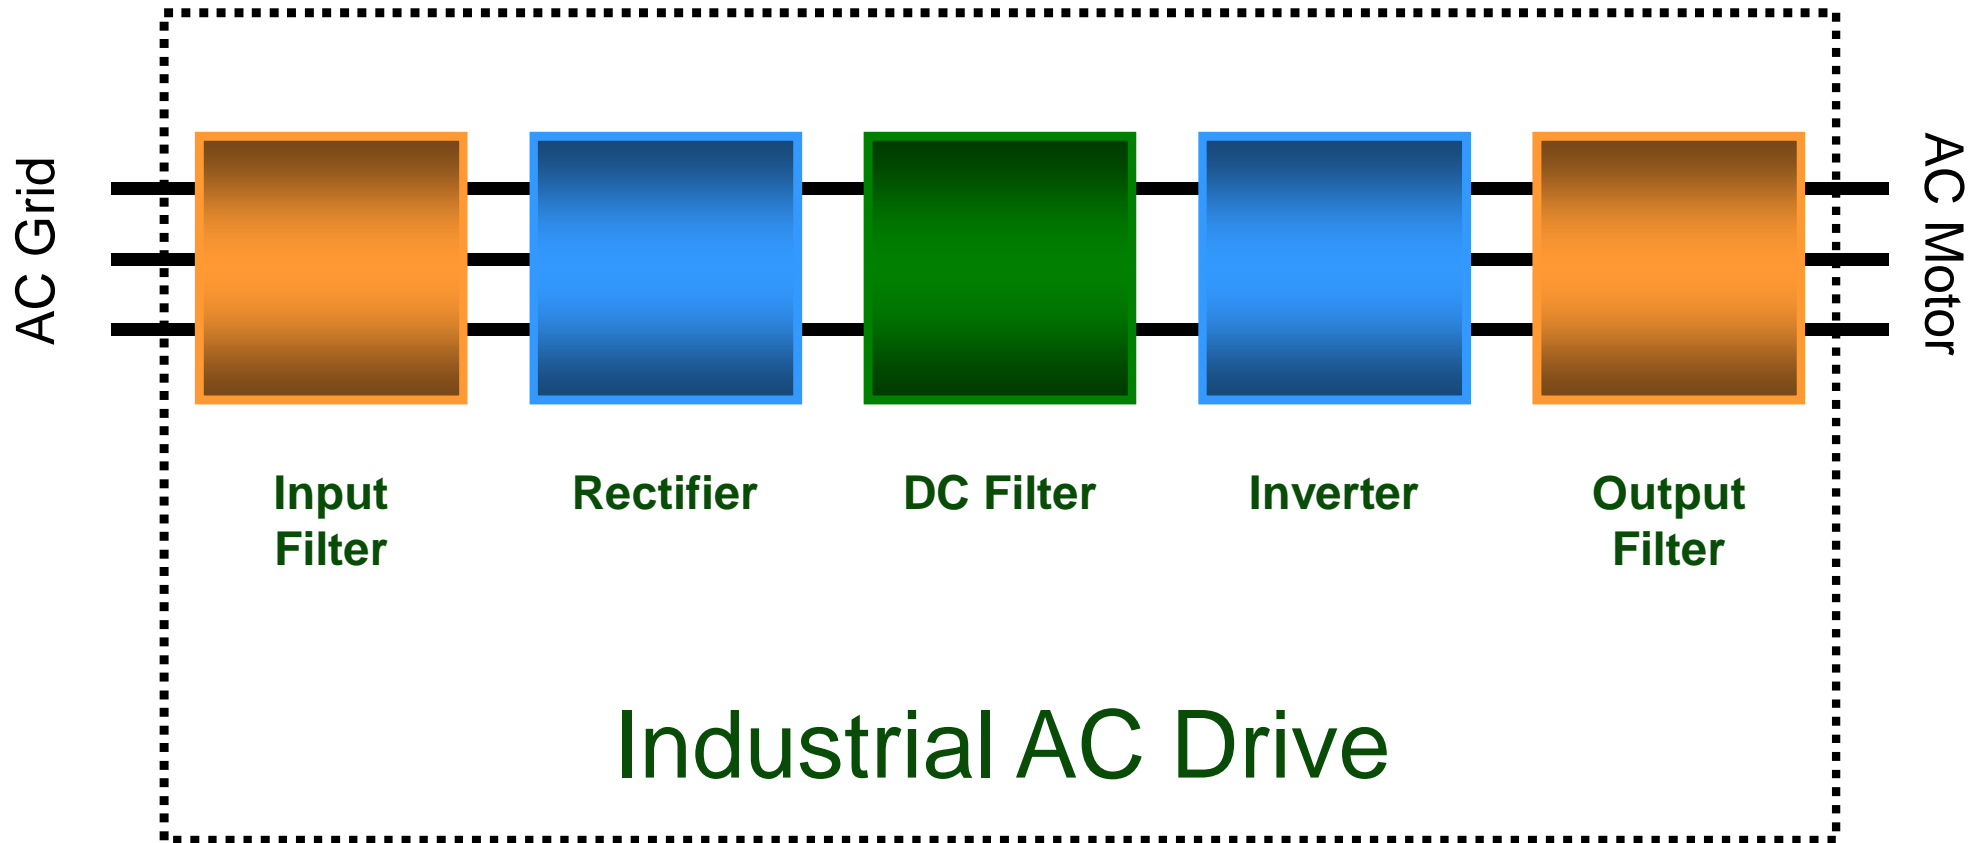 AC Grid
AC Motor
Input
Filter
Rectifier
DC Filter
Inverter
Output
Filter
Industrial AC Drive